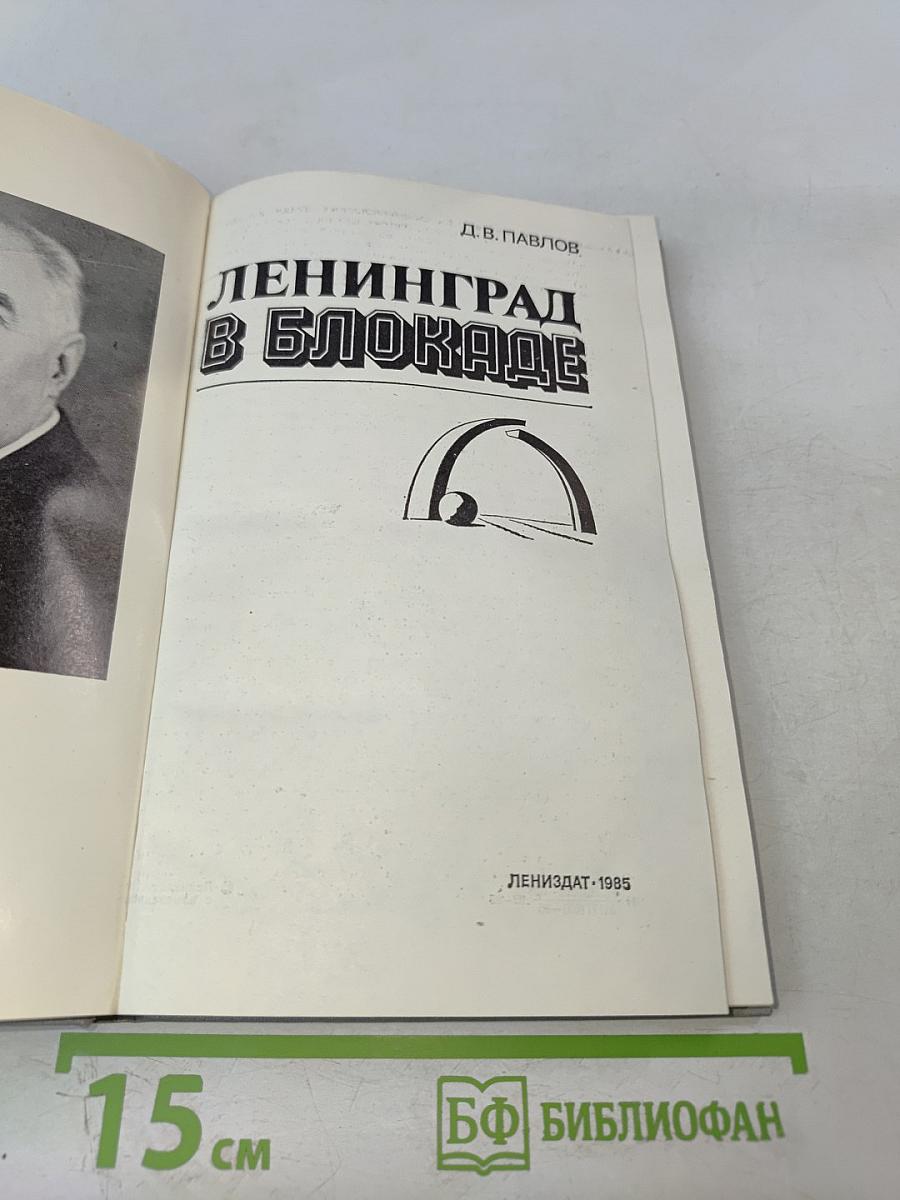 Д. В. ПАВЛОВ
ЛЕНИНГРАД
В БЛОКАДЕ
ЛЕНИЗДАТ · 1985
15 см
БФ БИБЛИОФАН